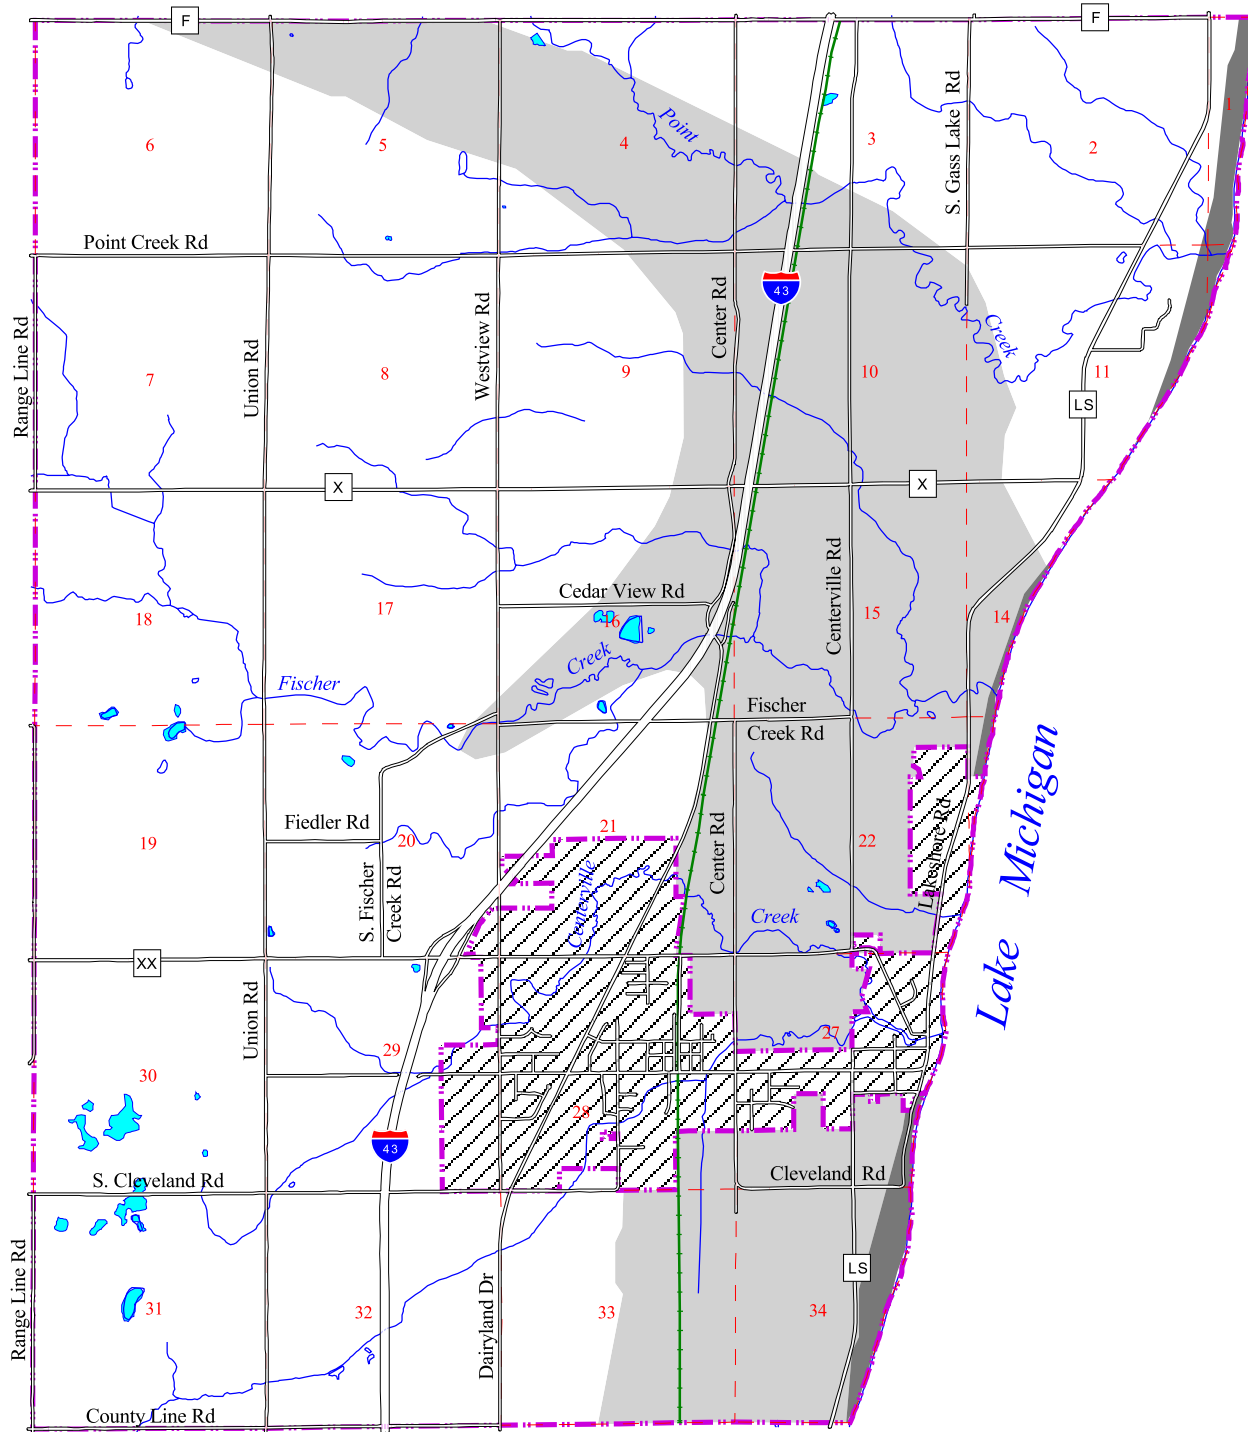 F
F
1
S. Gass Lake Rd
Point
6
5
4
3
2
Point Creek Rd
43
Center Rd
Westview Rd
Creek
Range Line Rd
Union Rd
7
8
9
10
11
LS
X
X
Cedar View Rd
Centerville Rd
18
17
16
15
14
Creek
Fischer
Fischer
Creek Rd
Lake Michigan
Fiedler Rd
21
20
19
22
Center Rd
Lakeshore Rd
S. Fischer
Creek Rd
Centerville
Creek
XX
Union Rd
27
29
30
28
43
S. Cleveland Rd
Cleveland Rd
Range Line Rd
LS
Dairyland Dr
31
32
33
34
County Line Rd